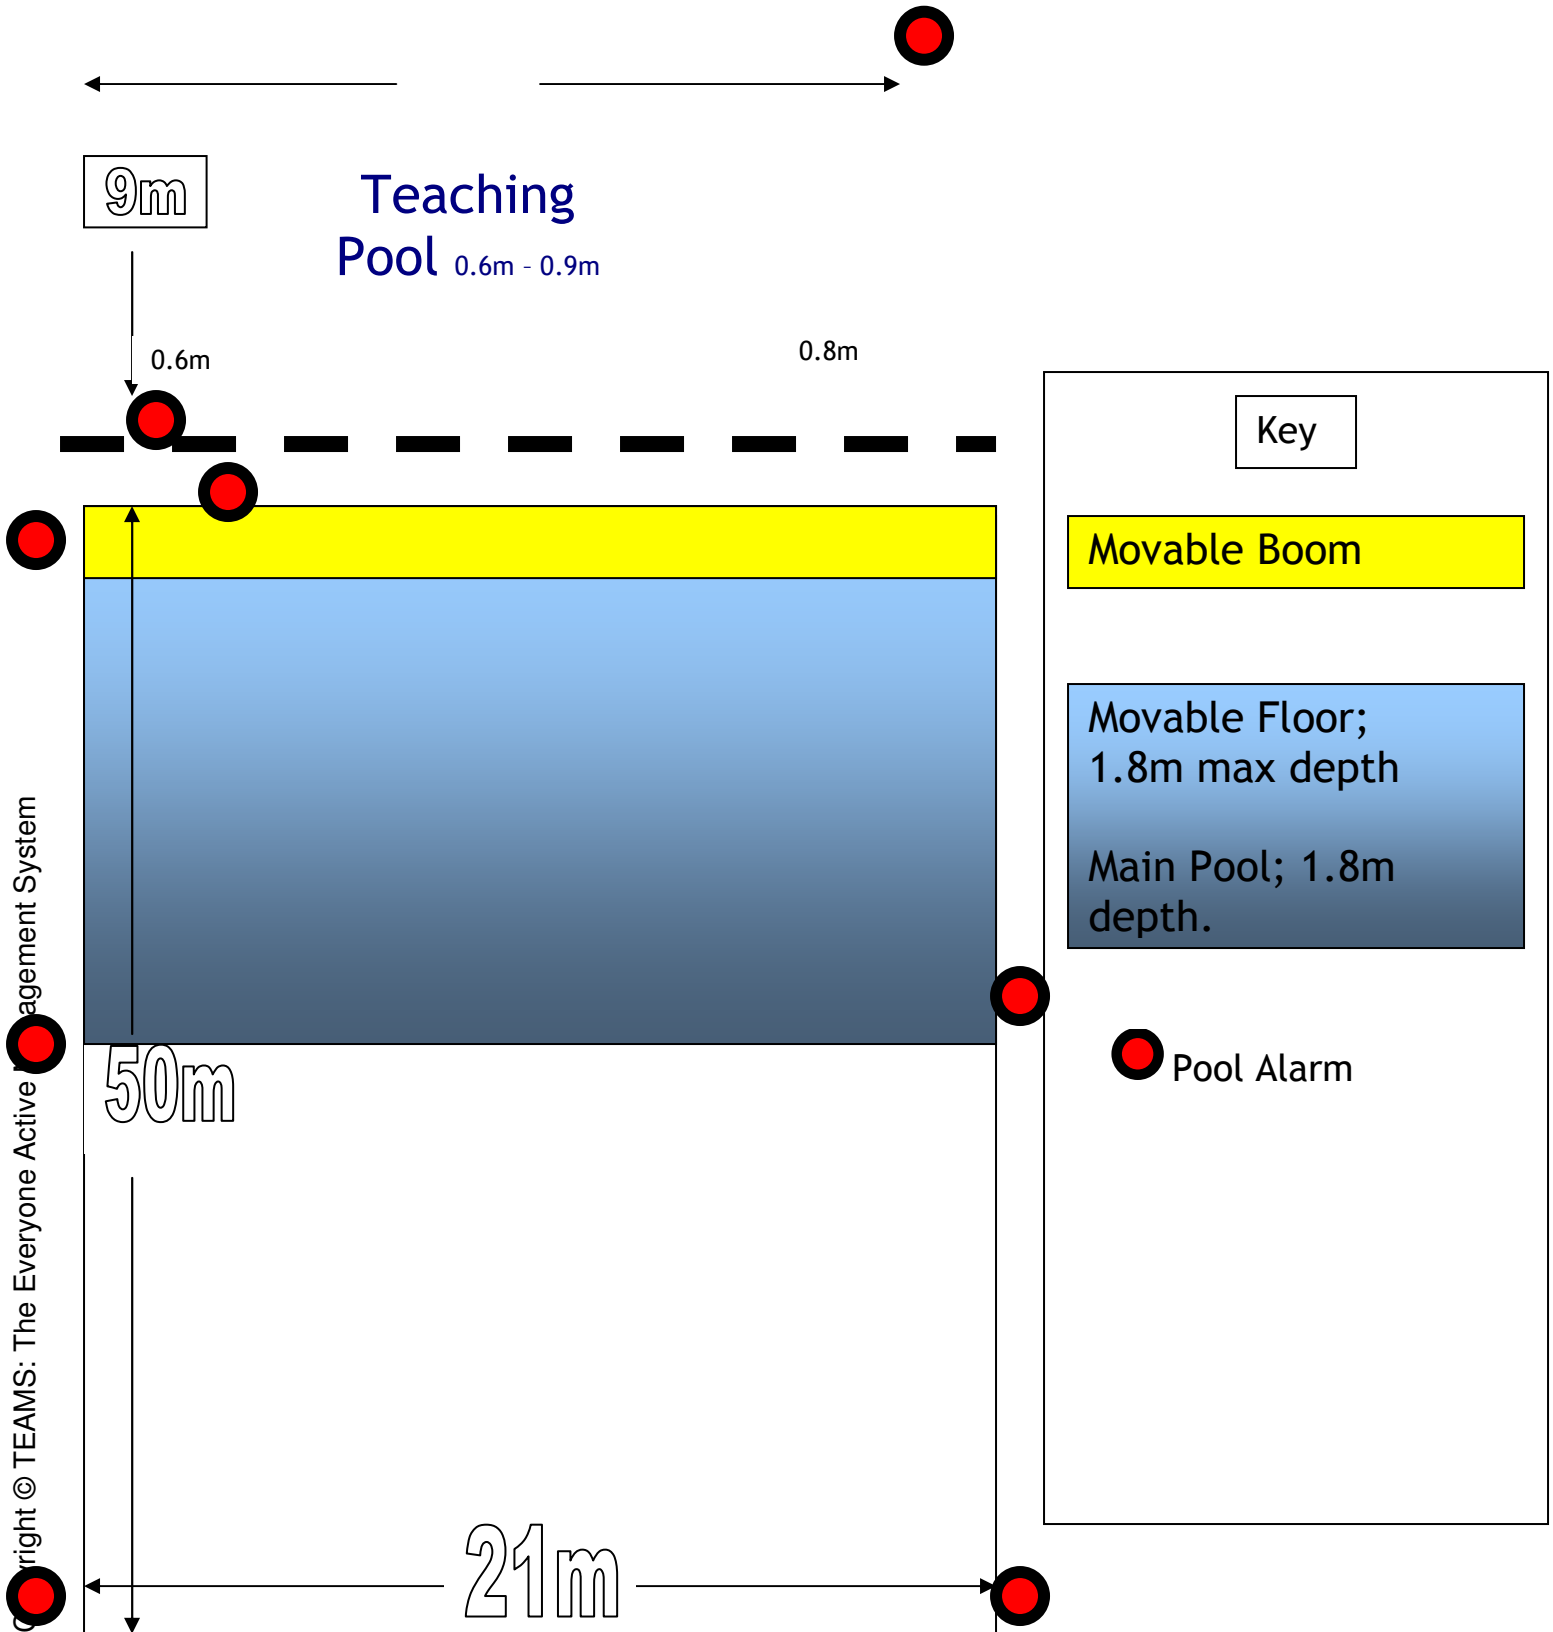 9m
Teaching
Pool 0.6m - 0.9m
0.6m
0.8m
Key
Movable Boom
Movable Floor;
1.8m max depth
Main Pool; 1.8m
depth.
Pool Alarm
50m
21m
right © TEAMS: The Everyone Active agement System